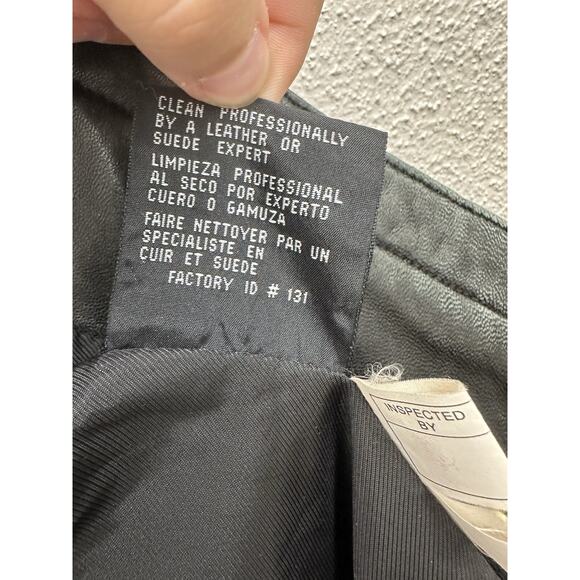 CLEAN PROFESSIONALLY
BY A LEATHER OR
SUEDE EXPERT
LIMPIEZA PROFESSIONAL
AL SECO POR EXPERTO
CUERO O GAMUZA
FAIRE NETTOYER PAR UN
SPECIALISTE EN
CUIR ET SUEDE
FACTORY ID # 131
INSPECTED
BY